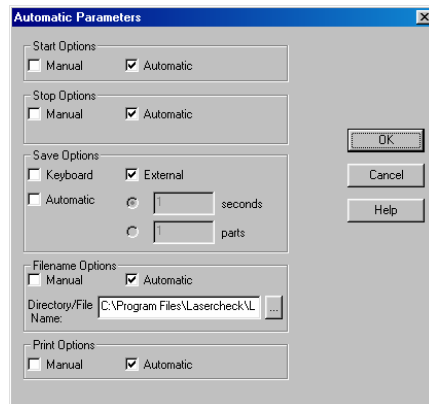 Automatic Parameters
Start Options
Manual Automatic
Stop Options
Manual Automatic
OK
Save Options
Keyboard External
Cancel
Automatic 1 seconds
Help
1 parts
Filename Options
Manual Automatic
Directory/File Name: C:\Program Files\Lasercheck\L ...
Print Options
Manual Automatic